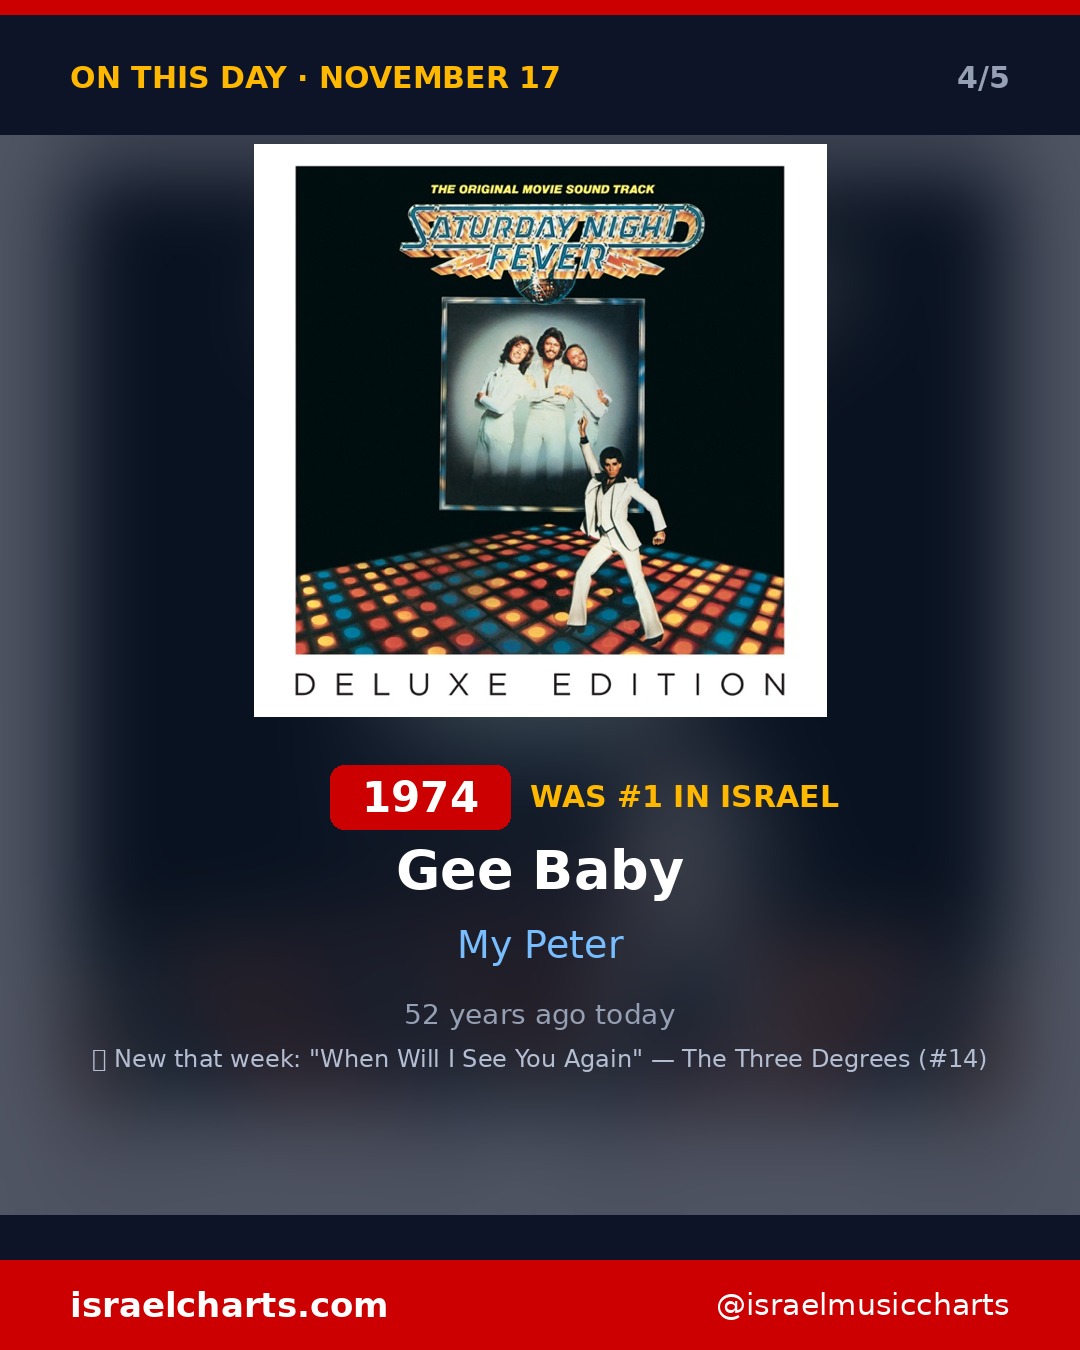 ON THIS DAY · NOVEMBER 17
4/5
THE ORIGINAL MOVIE SOUND TRACK
SATURDAY NIGHT
FEVER
DELUXE EDITION
1974 WAS #1 IN ISRAEL
Gee Baby
My Peter
52 years ago today
New that week: "When Will I See You Again" — The Three Degrees (#14)
israelcharts.com
@israelmusiccharts